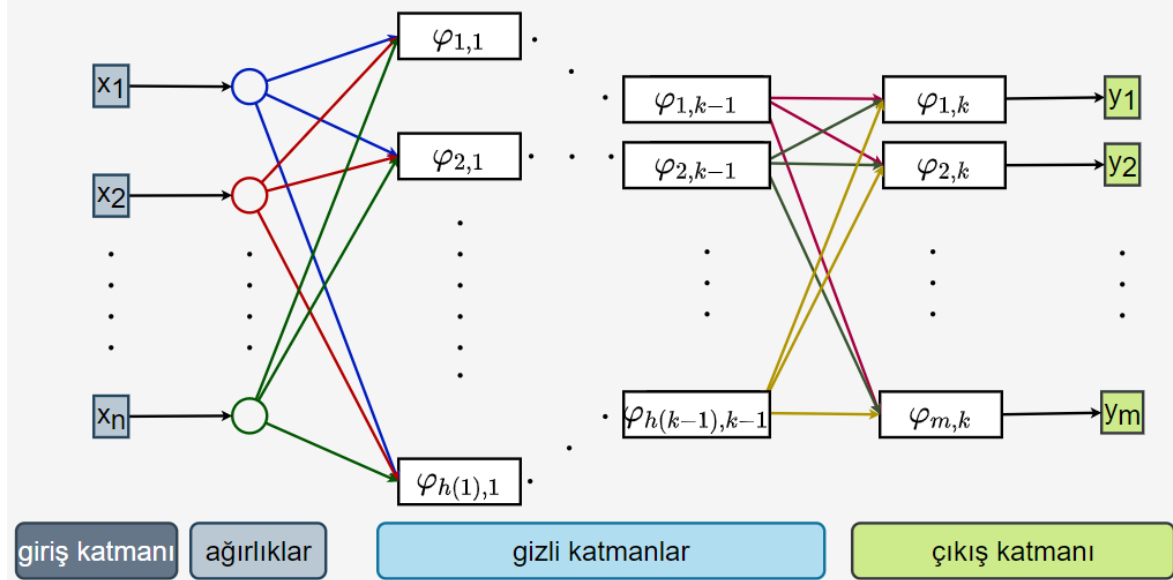 x1
x2
xn
φ1,1
φ2,1
φh(1),1
φ1,k−1
φ2,k−1
φh(k−1),k−1
φ1,k
φ2,k
φm,k
y1
y2
ym
giriş katmanı
ağırlıklar
gizli katmanlar
çıkış katmanı